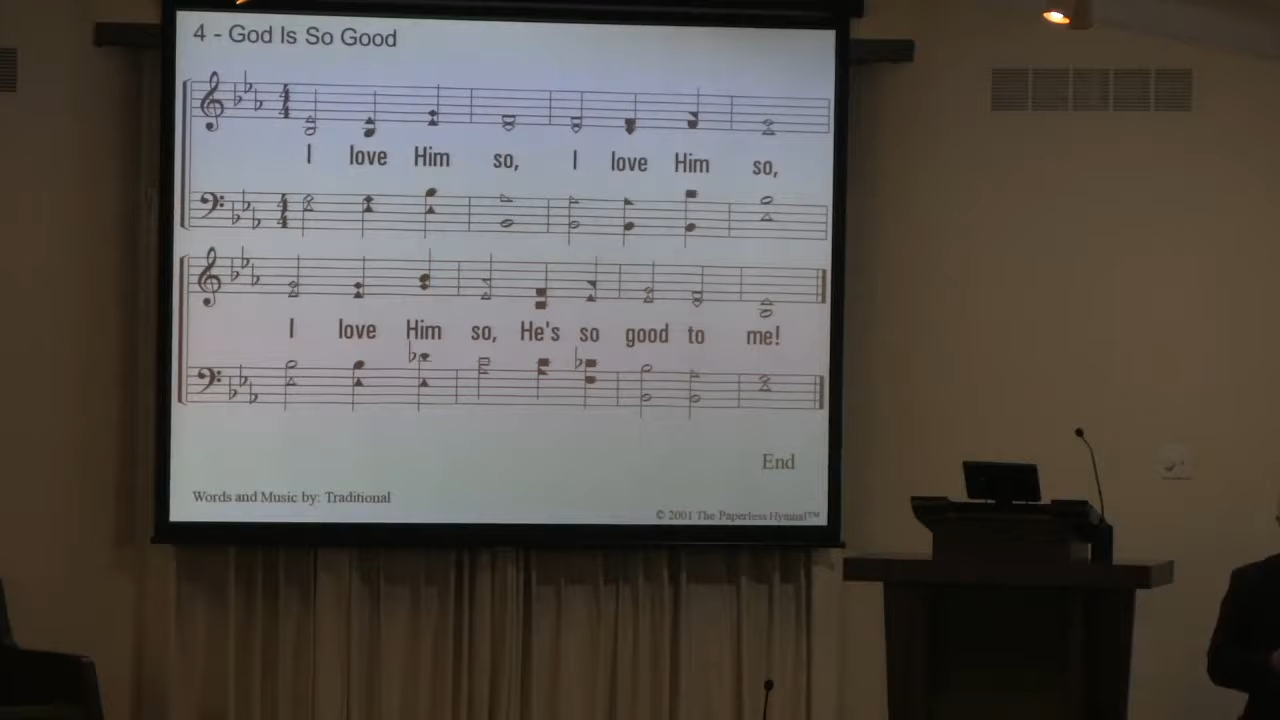 4 - God Is So Good
I love Him so, I love Him so,
I love Him so, He's so good to me!
End
Words and Music by: Traditional
© 2001 The Paperless Hymnal™